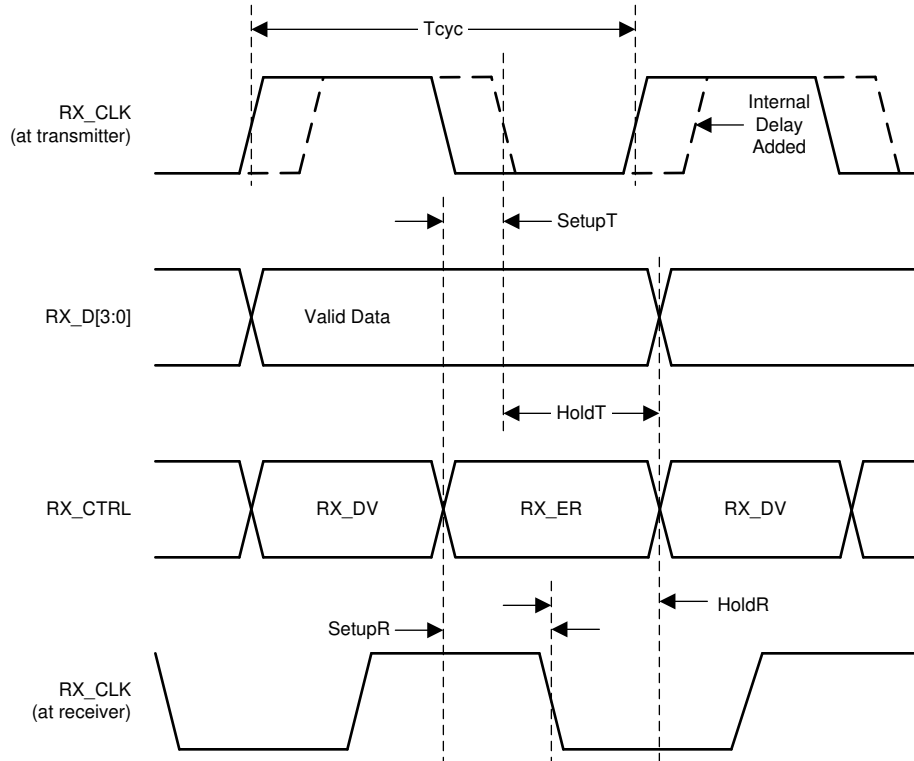 Tcyc
RX_CLK
(at transmitter)
Internal
Delay
Added
SetupT
RX_D[3:0]
Valid Data
HoldT
RX_CTRL
RX_DV
RX_ER
RX_DV
HoldR
SetupR
RX_CLK
(at receiver)